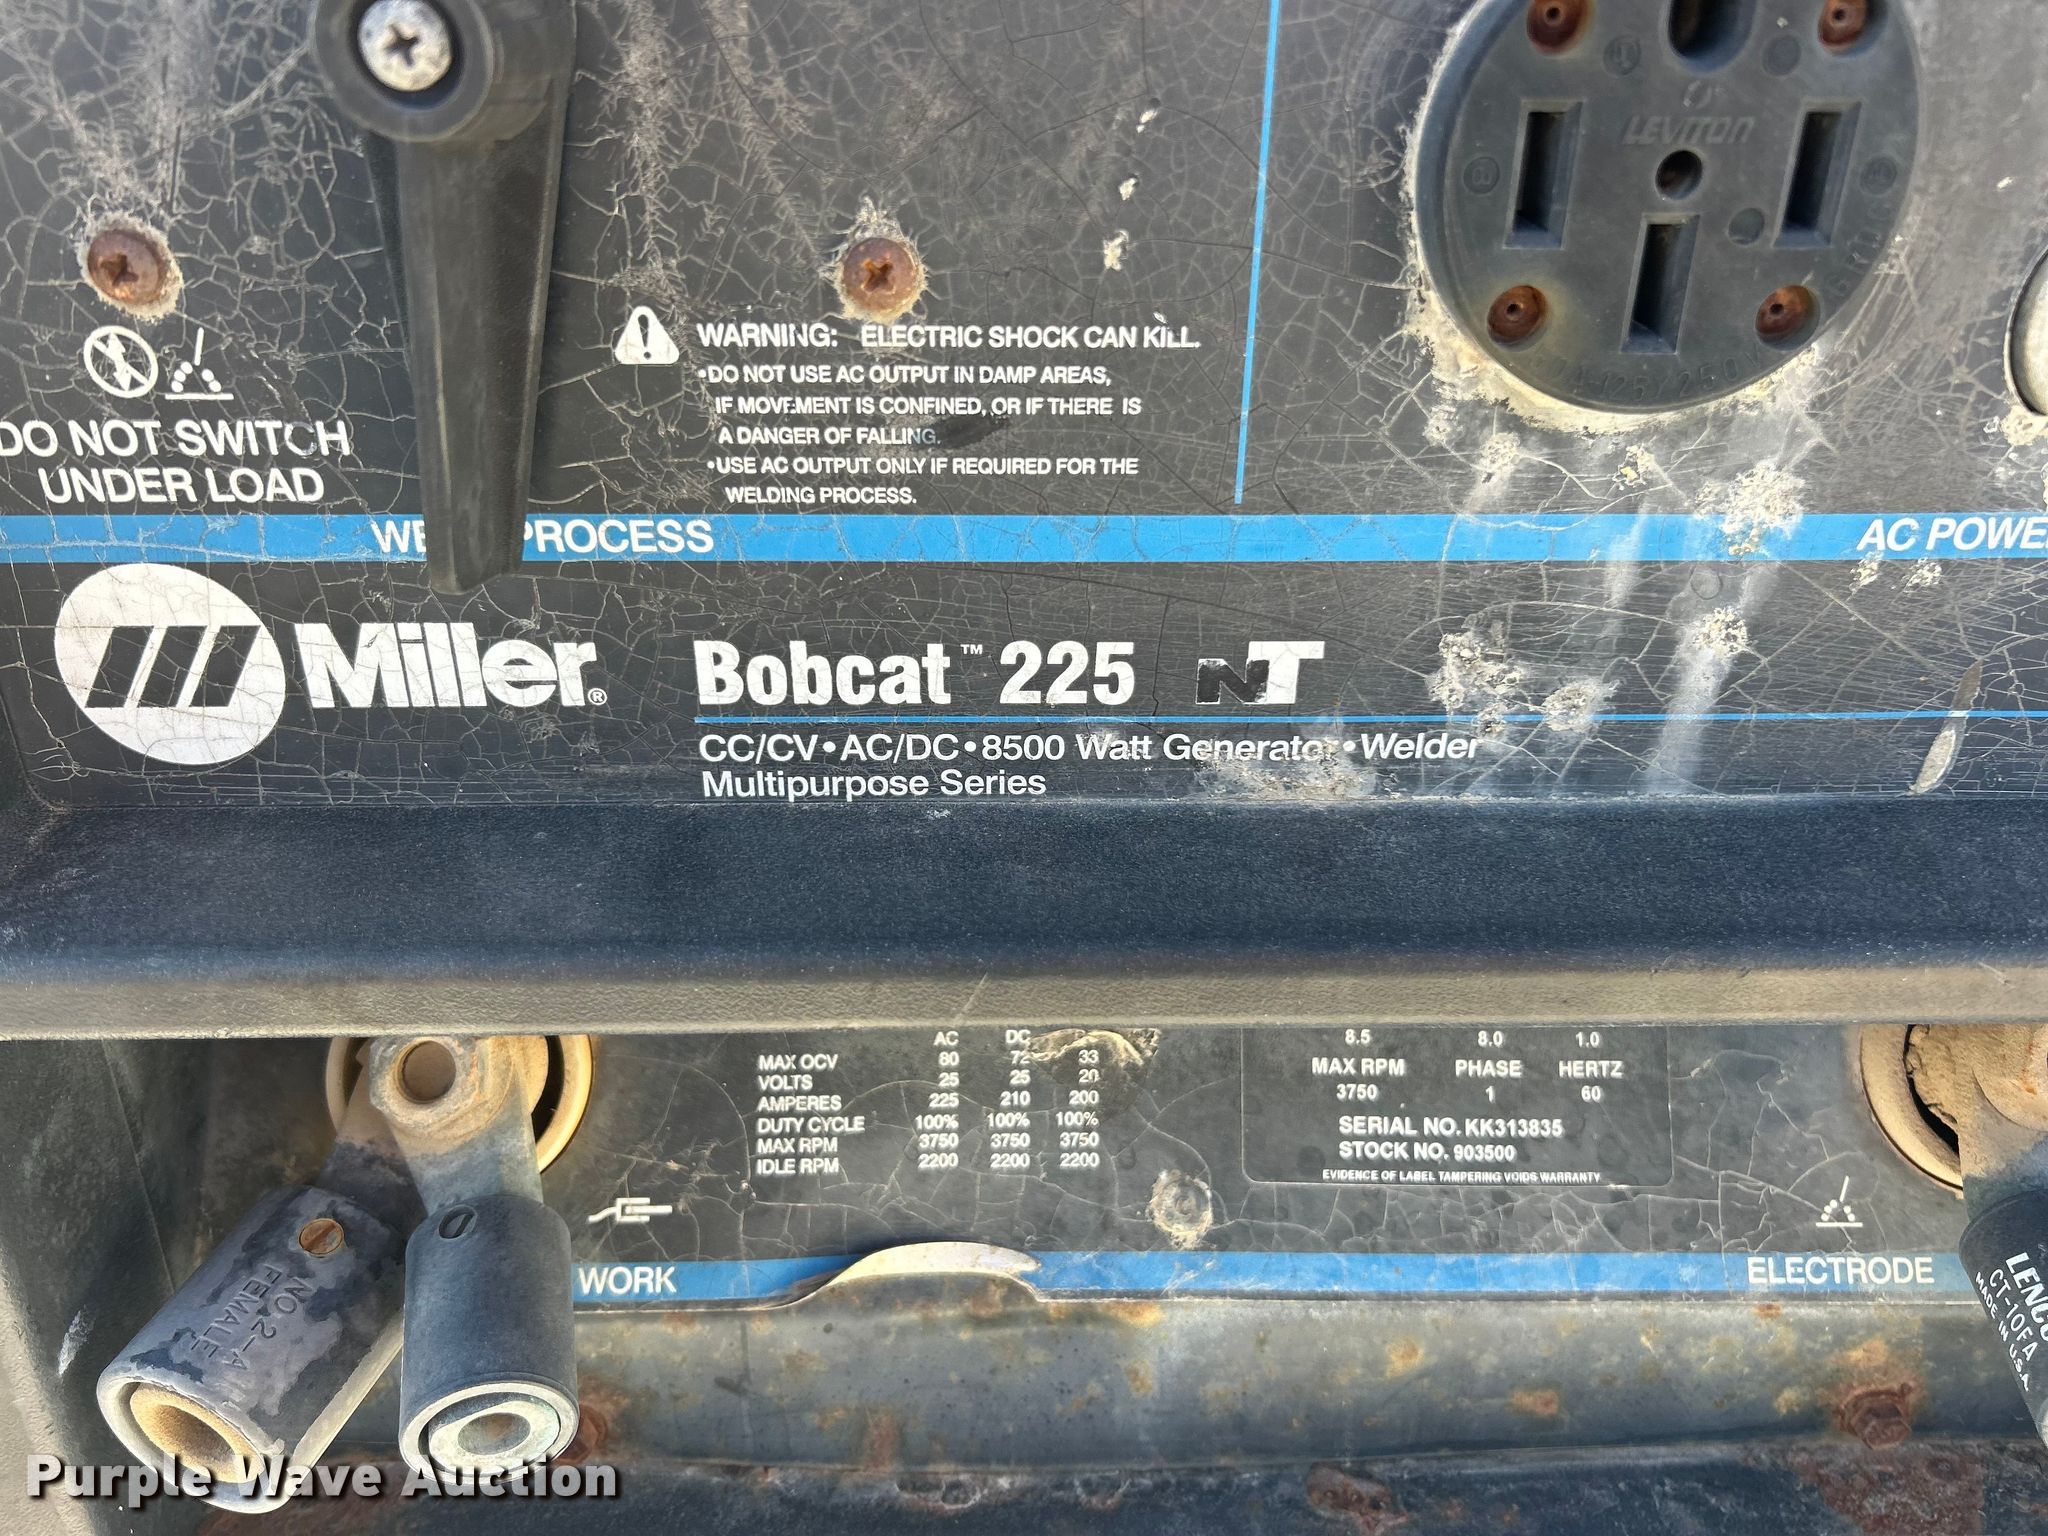 LEVITON
WARNING: ELECTRIC SHOCK CAN KILL.
•DO NOT USE AC OUTPUT IN DAMP AREAS,
IF MOVEMENT IS CONFINED, OR IF THERE IS
A DANGER OF FALLING.
•USE AC OUTPUT ONLY IF REQUIRED FOR THE
WELDING PROCESS.
DO NOT SWITCH
UNDER LOAD
PROCESS
AC POWE
Miller®
Bobcat™ 225 NT
CC/CV•AC/DC•8500 Watt Generator•Welder
Multipurpose Series
AC DC
MAX OCV 80 72 33
VOLTS 25 25 20
AMPERES 225 210 200
DUTY CYCLE 100% 100% 100%
MAX RPM 3750 3750 3750
IDLE RPM 2200 2200 2200
8.5 8.0 1.0
MAX RPM PHASE HERTZ
3750 1 60
SERIAL NO. KK313835
STOCK NO. 903500
EVIDENCE OF LABEL TAMPERING VOIDS WARRANTY
WORK
ELECTRODE
NO.2-A
FEMALE
LENCO
CT-10FA
MADE IN U.S.A.
Purple Wave Auction